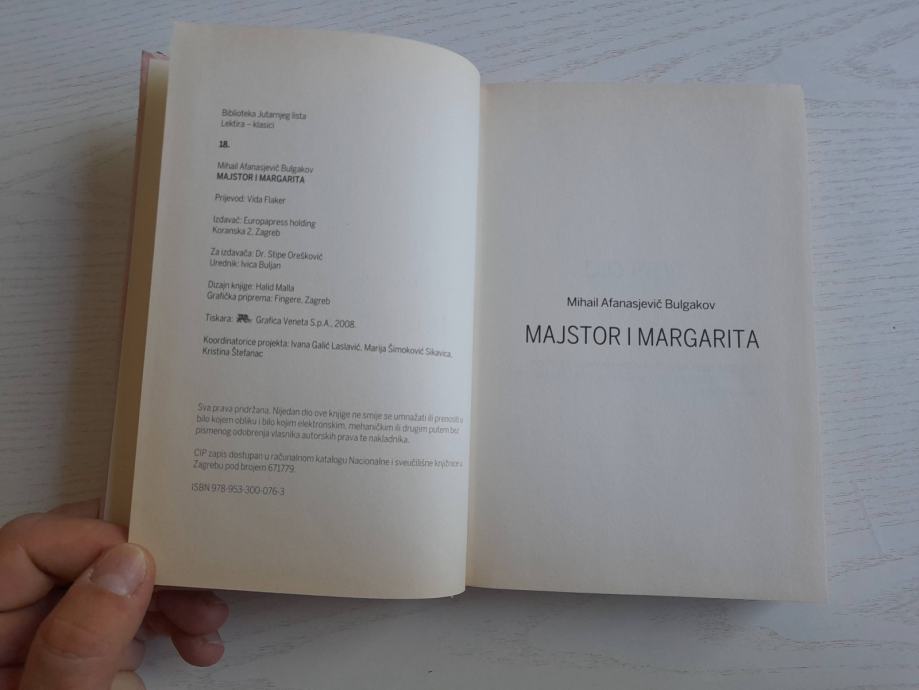 Biblioteka Jutarnjeg lista
Lektira – klasici
18.
Mihail Afanasjevič Bulgakov
MAJSTOR I MARGARITA
Prijevod: Vida Flaker
Izdavač: Europapress holding
Koranska 2, Zagreb
Za izdavača: Dr. Stipe Orešković
Urednik: Ivica Buljan
Dizajn knjige: Halid Malla
Grafička priprema: Fingere, Zagreb
Tiskara: Grafica Veneta S.p.A., 2008.
Koordinatorice projekta: Ivana Galić Laslavić, Marija Šimoković Sikavica,
Kristina Štefanac
Sva prava pridržana. Nijedan dio ove knjige ne smije se umnažati ili prenositi u
bilo kojem obliku i bilo kojim elektronskim, mehaničkim ili drugim putem bez
pismenog odobrenja vlasnika autorskih prava te nakladnika.
CIP zapis dostupan u računalnom katalogu Nacionalne i sveučilišne knjižnice u
Zagrebu pod brojem 671779.
ISBN 978-953-300-076-3
Mihail Afanasjevič Bulgakov
MAJSTOR I MARGARITA